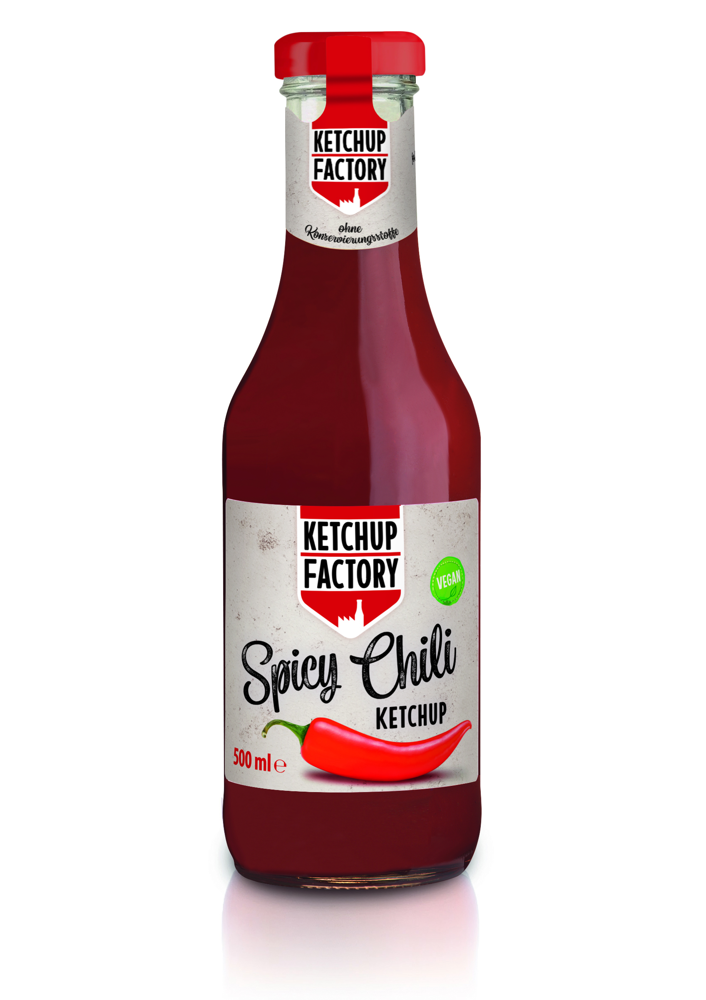 KETCHUP
FACTORY
ohne
Konservierungsstoffe
KETCHUP
FACTORY
VEGAN
Spicy Chili
KETCHUP
500 ml ℮